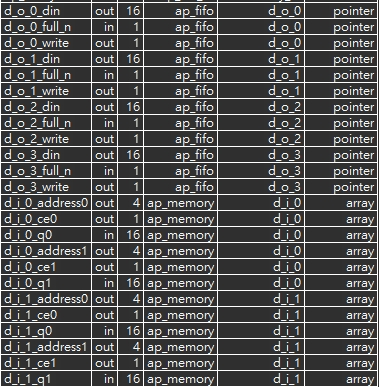 d_o_0_din out 16 ap_fifo d_o_0 pointer
d_o_0_full_n in 1 ap_fifo d_o_0 pointer
d_o_0_write out 1 ap_fifo d_o_0 pointer
d_o_1_din out 16 ap_fifo d_o_1 pointer
d_o_1_full_n in 1 ap_fifo d_o_1 pointer
d_o_1_write out 1 ap_fifo d_o_1 pointer
d_o_2_din out 16 ap_fifo d_o_2 pointer
d_o_2_full_n in 1 ap_fifo d_o_2 pointer
d_o_2_write out 1 ap_fifo d_o_2 pointer
d_o_3_din out 16 ap_fifo d_o_3 pointer
d_o_3_full_n in 1 ap_fifo d_o_3 pointer
d_o_3_write out 1 ap_fifo d_o_3 pointer
d_i_0_address0 out 4 ap_memory d_i_0 array
d_i_0_ce0 out 1 ap_memory d_i_0 array
d_i_0_q0 in 16 ap_memory d_i_0 array
d_i_0_address1 out 4 ap_memory d_i_0 array
d_i_0_ce1 out 1 ap_memory d_i_0 array
d_i_0_q1 in 16 ap_memory d_i_0 array
d_i_1_address0 out 4 ap_memory d_i_1 array
d_i_1_ce0 out 1 ap_memory d_i_1 array
d_i_1_q0 in 16 ap_memory d_i_1 array
d_i_1_address1 out 4 ap_memory d_i_1 array
d_i_1_ce1 out 1 ap_memory d_i_1 array
d_i_1_q1 in 16 ap_memory d_i_1 array